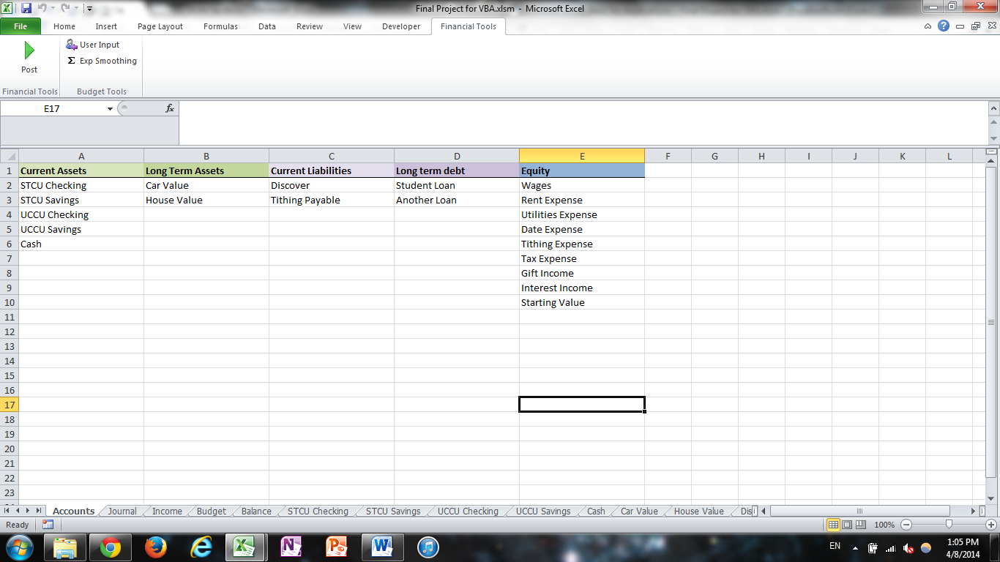 Final Project for VBA.xlsm - Microsoft Excel
File Home Insert Page Layout Formulas Data Review View Developer Financial Tools
User Input
Σ Exp Smoothing
Post
Financial Tools Budget Tools
E17 fx
A B C D E F G H I J K L
1 Current Assets Long Term Assets Current Liabilities Long term debt Equity
2 STCU Checking Car Value Discover Student Loan Wages
3 STCU Savings House Value Tithing Payable Another Loan Rent Expense
4 UCCU Checking Utilities Expense
5 UCCU Savings Date Expense
6 Cash Tithing Expense
7 Tax Expense
8 Gift Income
9 Interest Income
10 Starting Value
11
12
13
14
15
16
17
18
19
20
21
22
23
Accounts Journal Income Budget Balance STCU Checking STCU Savings UCCU Checking UCCU Savings Cash Car Value House Value Dis
Ready 100%
EN 1:05 PM
4/8/2014